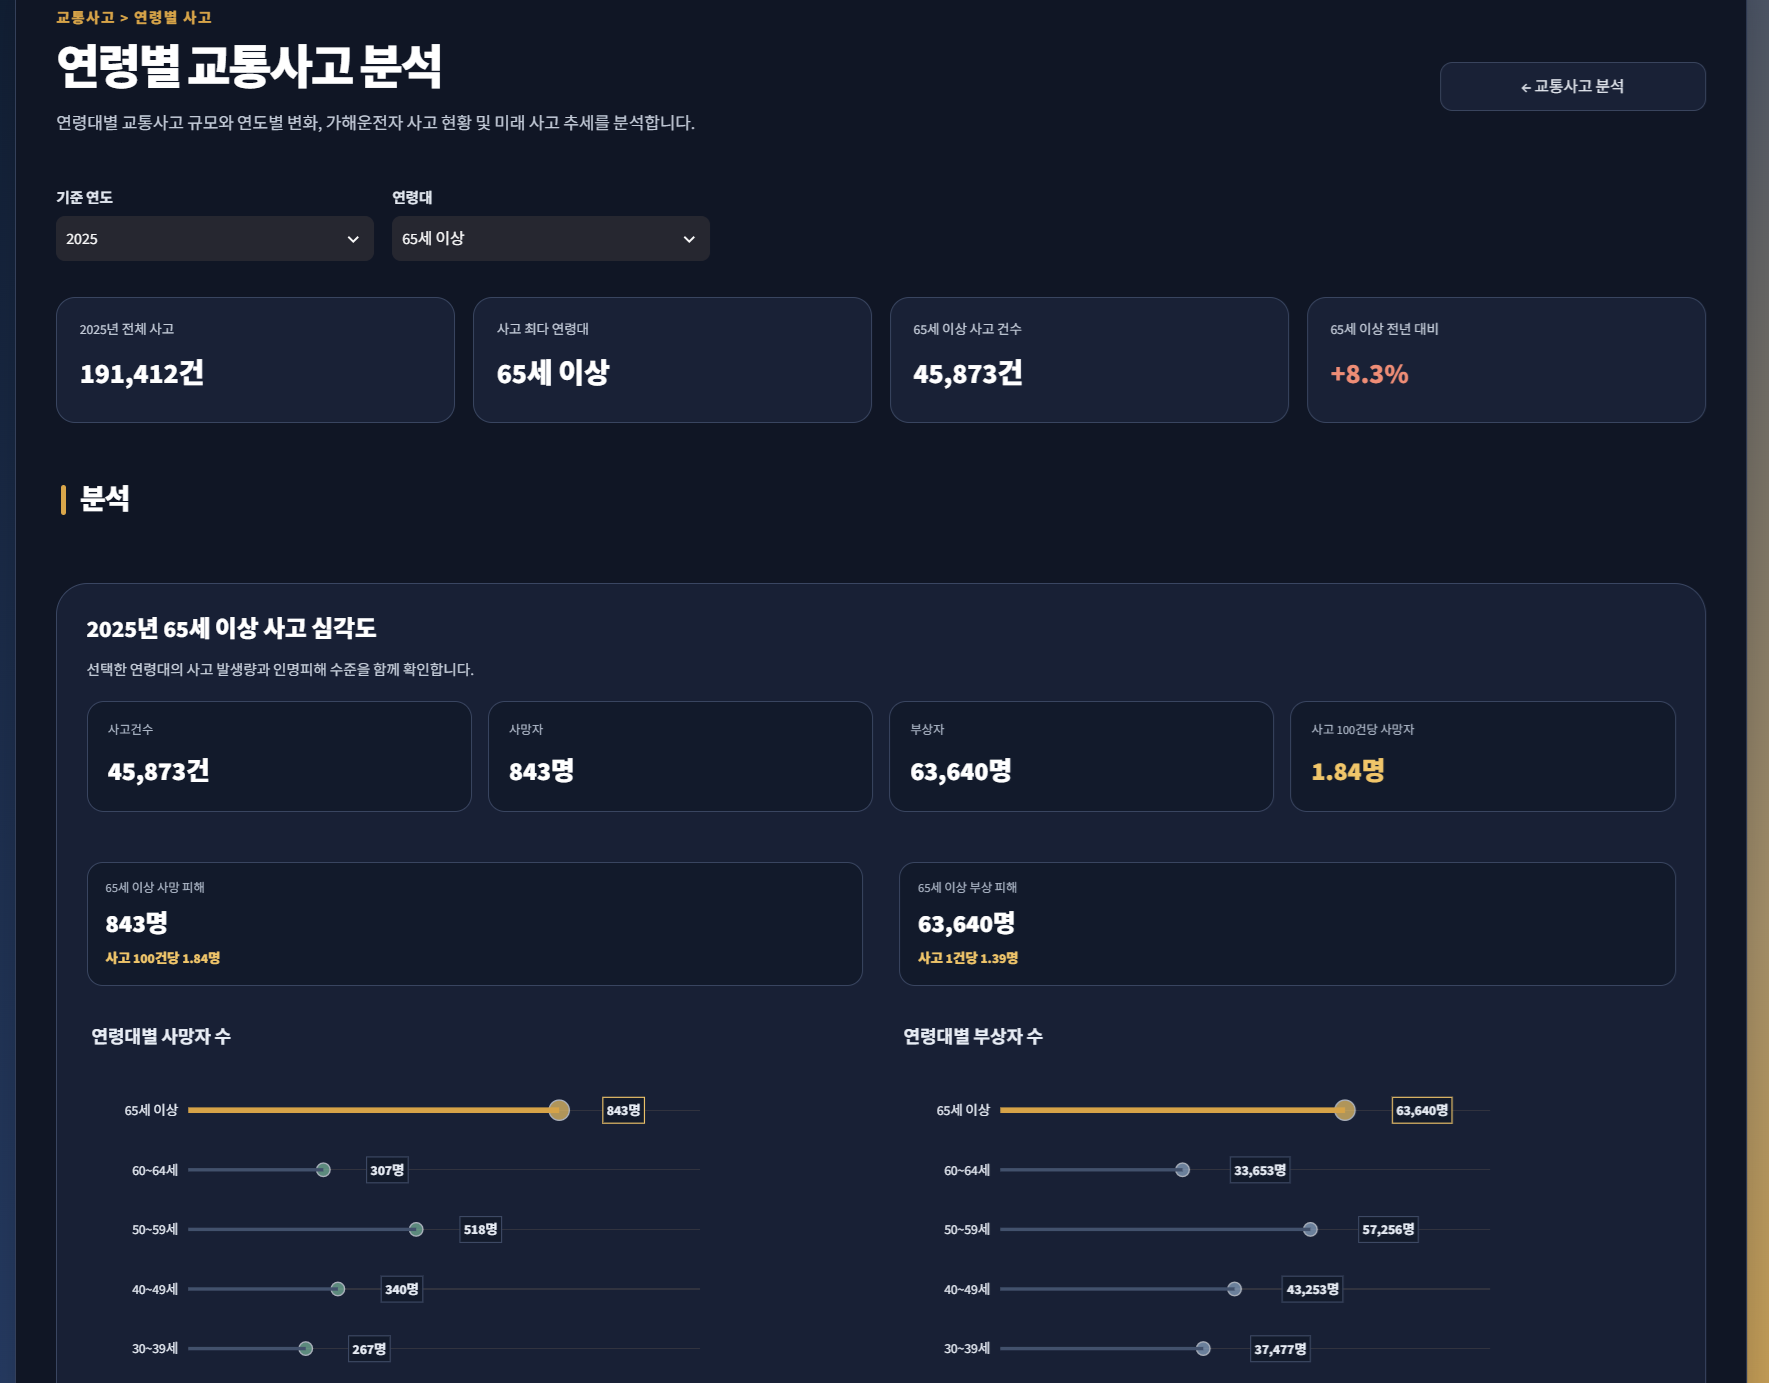 교통사고 > 연령별 사고
연령별 교통사고 분석
← 교통사고 분석
연령대별 교통사고 규모와 연도별 변화, 가해운전자 사고 현황 및 미래 사고 추세를 분석합니다.
기준 연도
연령대
2025
65세 이상
2025년 전체 사고
191,412건
사고 최다 연령대
65세 이상
65세 이상 사고 건수
45,873건
65세 이상 전년 대비
+8.3%
분석
2025년 65세 이상 사고 심각도
선택한 연령대의 사고 발생량과 인명피해 수준을 함께 확인합니다.
사고건수
45,873건
사망자
843명
부상자
63,640명
사고 100건당 사망자
1.84명
65세 이상 사망 피해
843명
사고 100건당 1.84명
65세 이상 부상 피해
63,640명
사고 1건당 1.39명
연령대별 사망자 수
65세 이상 843명
60~64세 307명
50~59세 518명
40~49세 340명
30~39세 267명
연령대별 부상자 수
65세 이상 63,640명
60~64세 33,653명
50~59세 57,256명
40~49세 43,253명
30~39세 37,477명